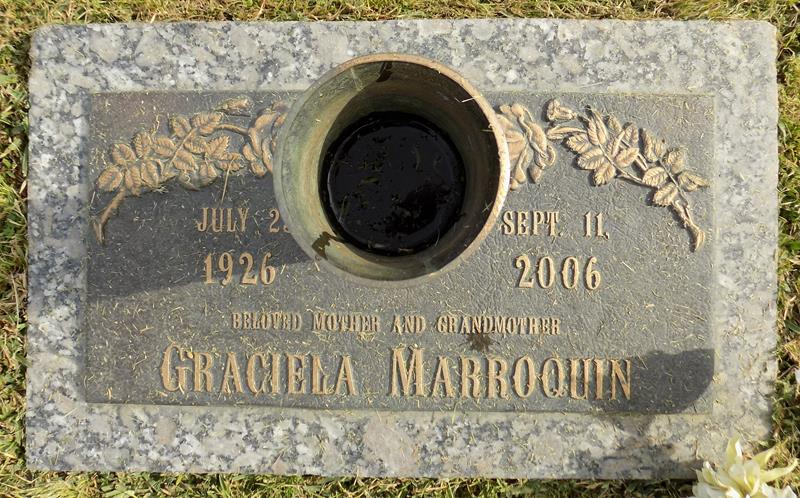 JULY
SEPT. 11,
1926
2006
BELOVED MOTHER AND GRANDMOTHER
GRACIELA MARROQUIN